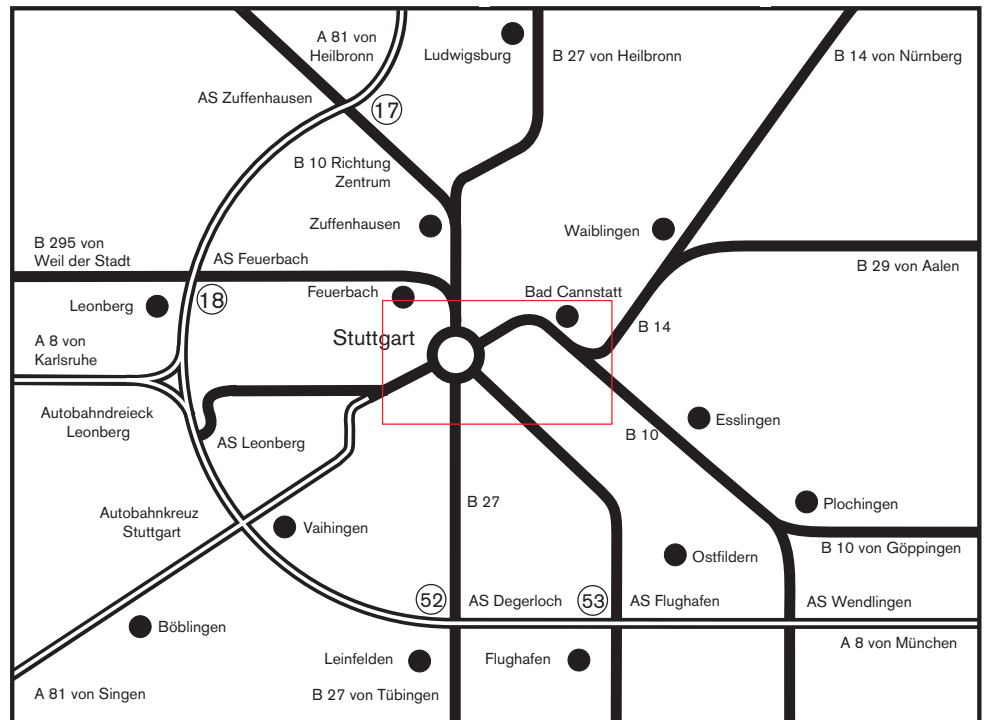 A 81 von
Heilbronn
Ludwigsburg
B 27 von Heilbronn
B 14 von Nürnberg
AS Zuffenhausen
17
B 10 Richtung
Zentrum
Zuffenhausen
Waiblingen
B 295 von
Weil der Stadt
AS Feuerbach
B 29 von Aalen
Leonberg
18
Feuerbach
Bad Cannstatt
Stuttgart
B 14
A 8 von
Karlsruhe
Autobahndreieck
Leonberg
AS Leonberg
B 10
Esslingen
B 27
Plochingen
Autobahnkreuz
Stuttgart
Vaihingen
B 10 von Göppingen
Ostfildern
52
AS Degerloch
53
AS Flughafen
AS Wendlingen
Böblingen
A 8 von München
Leinfelden
Flughafen
A 81 von Singen
B 27 von Tübingen